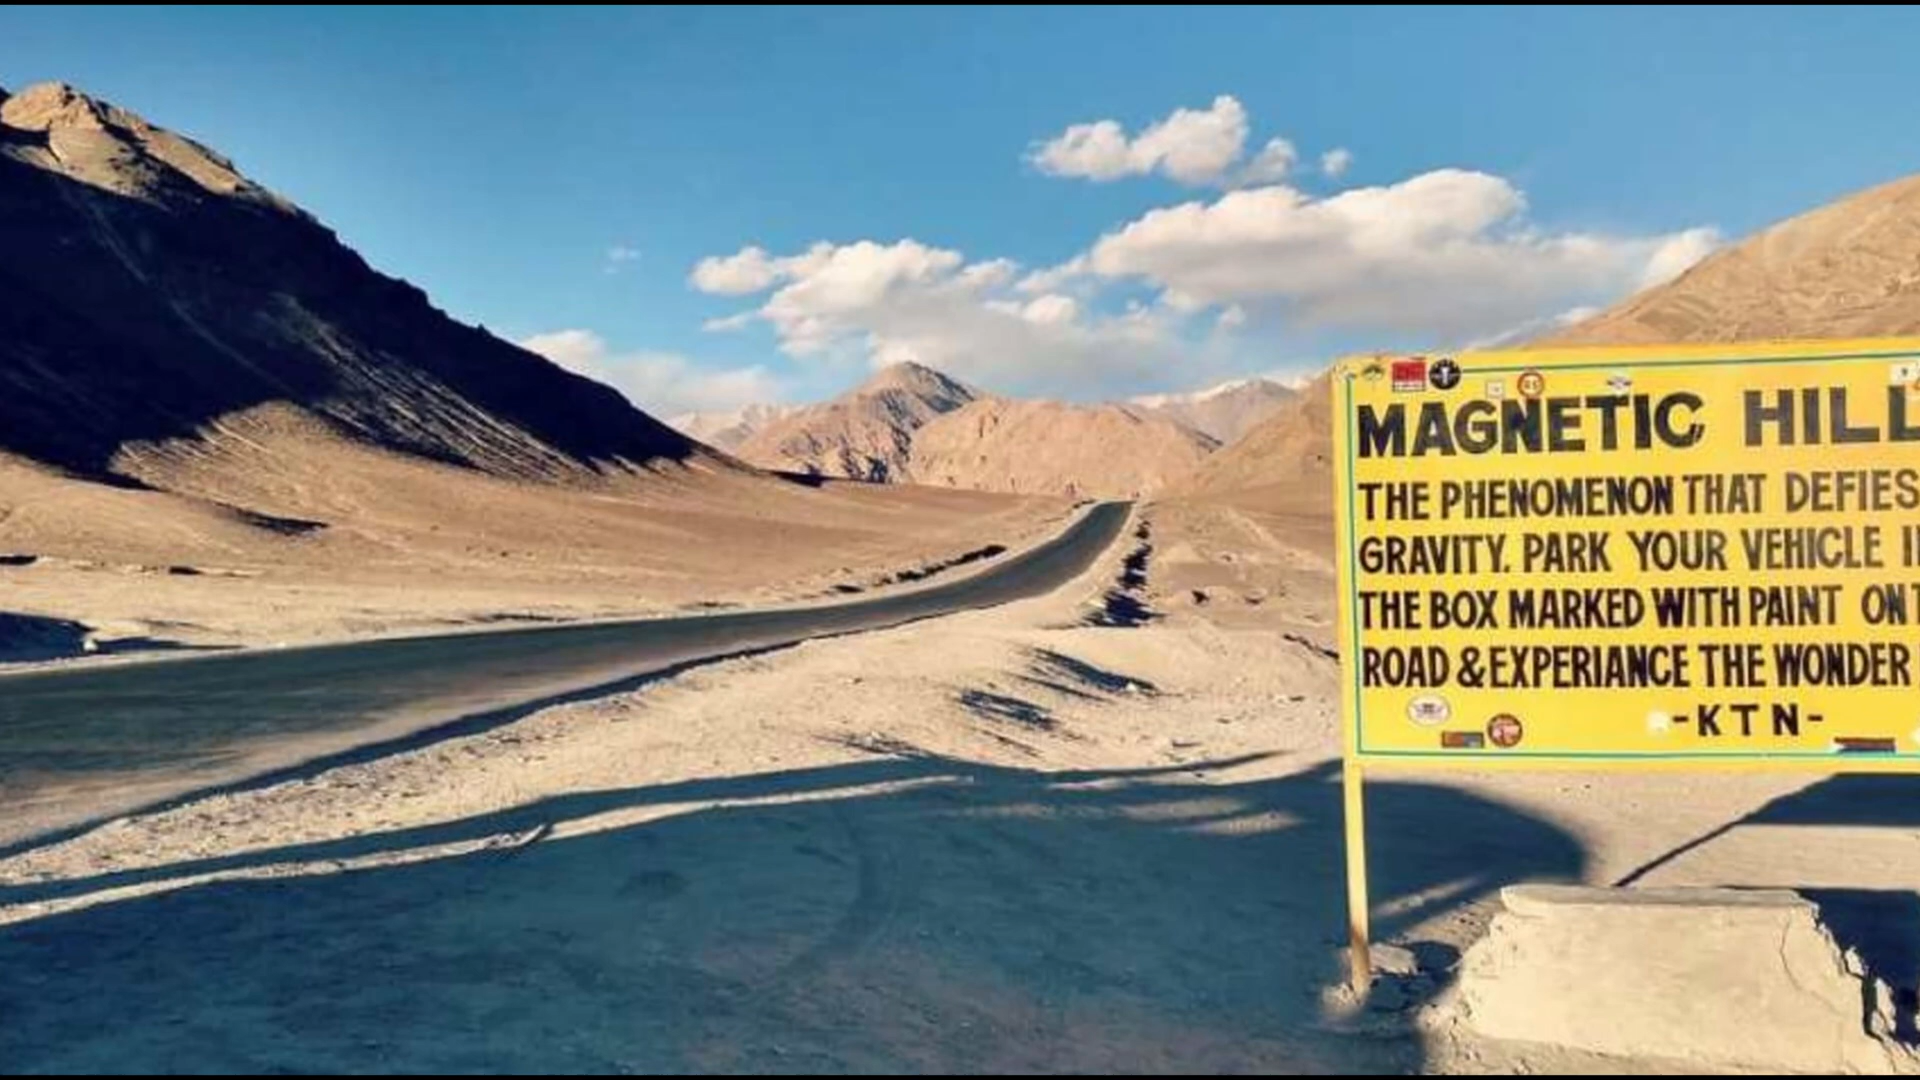 MAGNETIC HILL
THE PHENOMENON THAT DEFIES
GRAVITY. PARK YOUR VEHICLE
THE BOX MARKED WITH PAINT ON
ROAD & EXPERIANCE THE WONDER
-KTN-